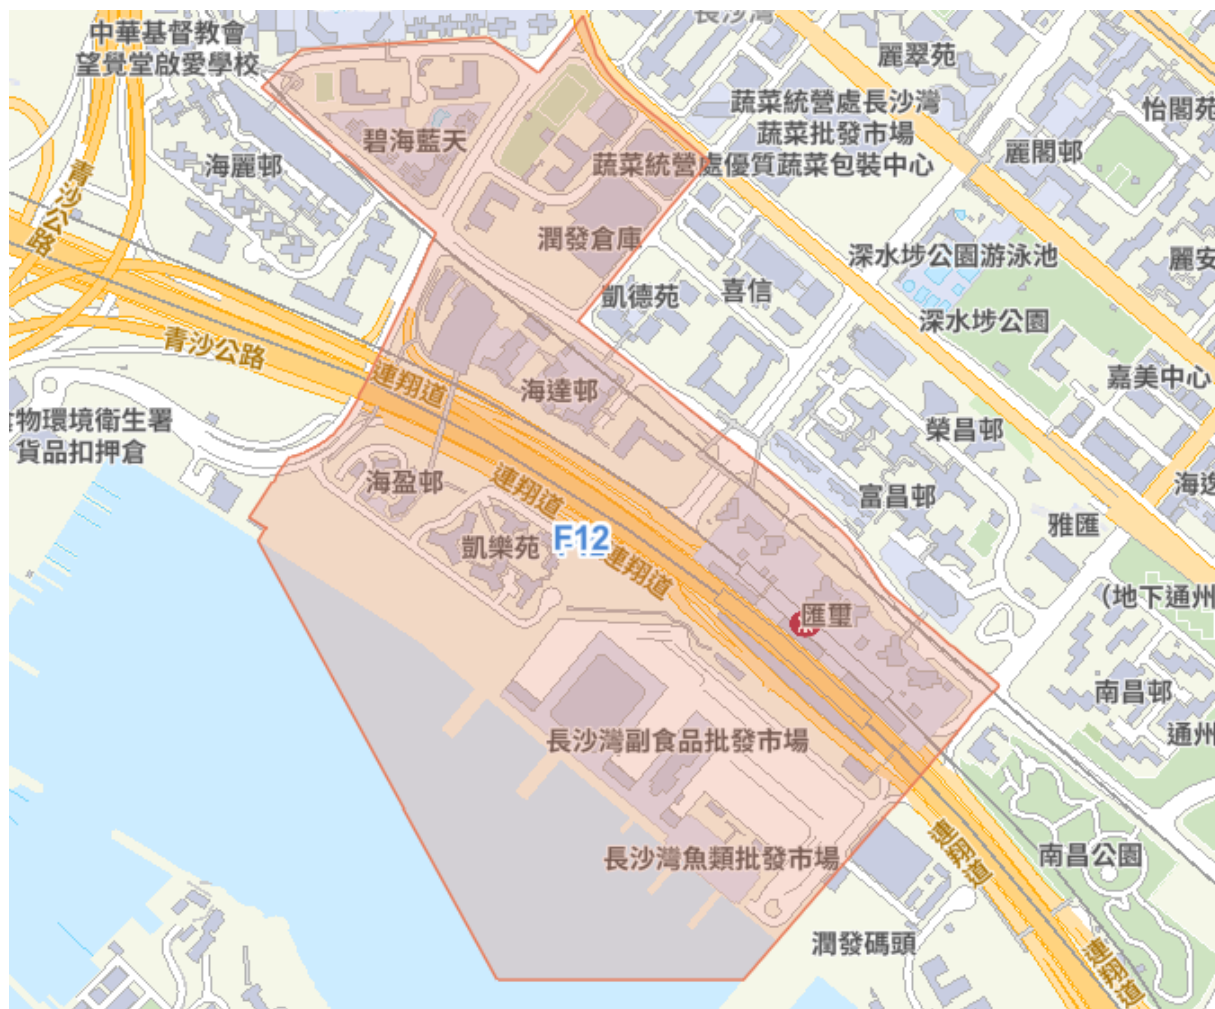 長沙灣
中華基督教會
望覺堂啟愛學校
麗翠苑
蔬菜統營處長沙灣
蔬菜批發市場
怡閣苑
碧海藍天
海麗邨
蔬菜統營處優質蔬菜包裝中心
麗閣邨
青沙公路
潤發倉庫
深水埗公園游泳池
麗安
凱德苑
喜信
深水埗公園
青沙公路
連翔道
海達邨
嘉美中心
物環境衛生署
貨品扣押倉
榮昌邨
海盈邨
連翔道
富昌邨
海逸
雅匯
凱樂苑
F12
連翔道
匯璽
(地下通州
南昌邨
通州
長沙灣副食品批發市場
連翔道
長沙灣魚類批發市場
南昌公園
潤發碼頭
連翔道